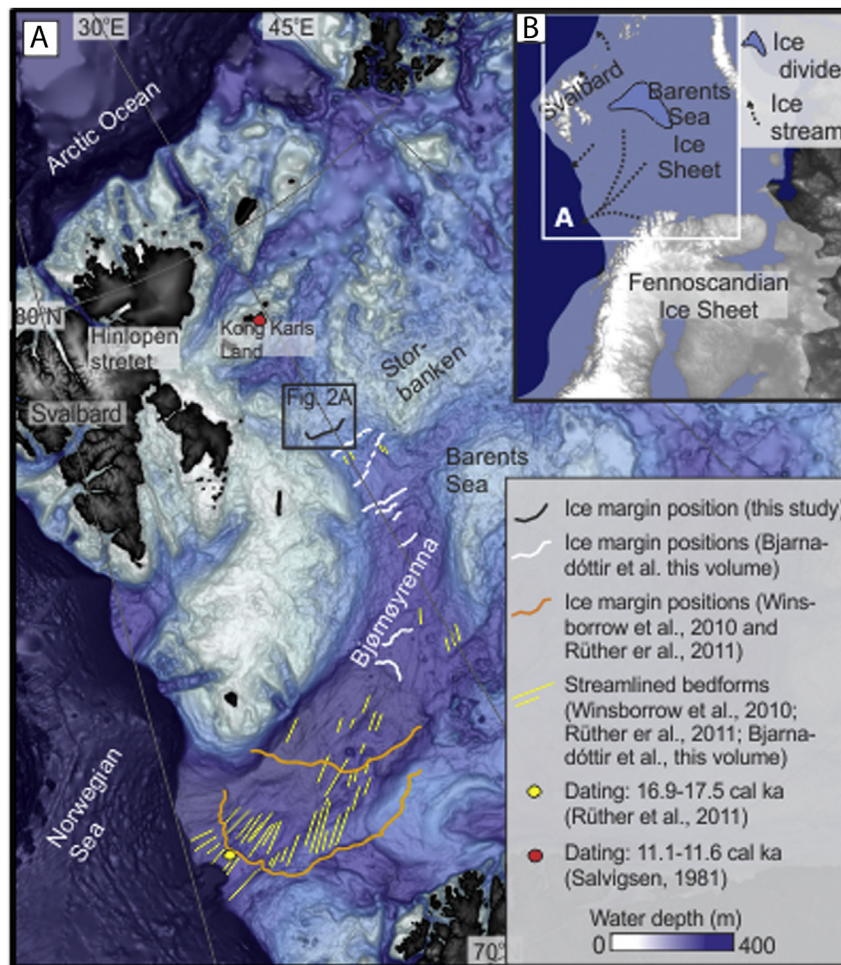 A
30°E
45°E
Arctic Ocean
80°N
Hinlopen
stretet
Kong Karls
Land
Svalbard
Stor-
banken
Fig. 2A
Barents
Sea
Bjørnøyrenna
Norwegian
Sea
70°
B
Svalbard
Barents
Sea
Ice
Sheet
A
Fennoscandian
Ice Sheet
Ice
divide
Ice
stream
Ice margin position (this study)
Ice margin positions (Bjarna-
dóttir et al. this volume)
Ice margin positions (Wins-
borrow et al., 2010 and
Rüther er al., 2011)
Streamlined bedforms
(Winsborrow et al., 2010;
Rüther er al., 2011; Bjarna-
dóttir et al., this volume)
Dating: 16.9-17.5 cal ka
(Rüther et al., 2011)
Dating: 11.1-11.6 cal ka
(Salvigsen, 1981)
Water depth (m)
0 400